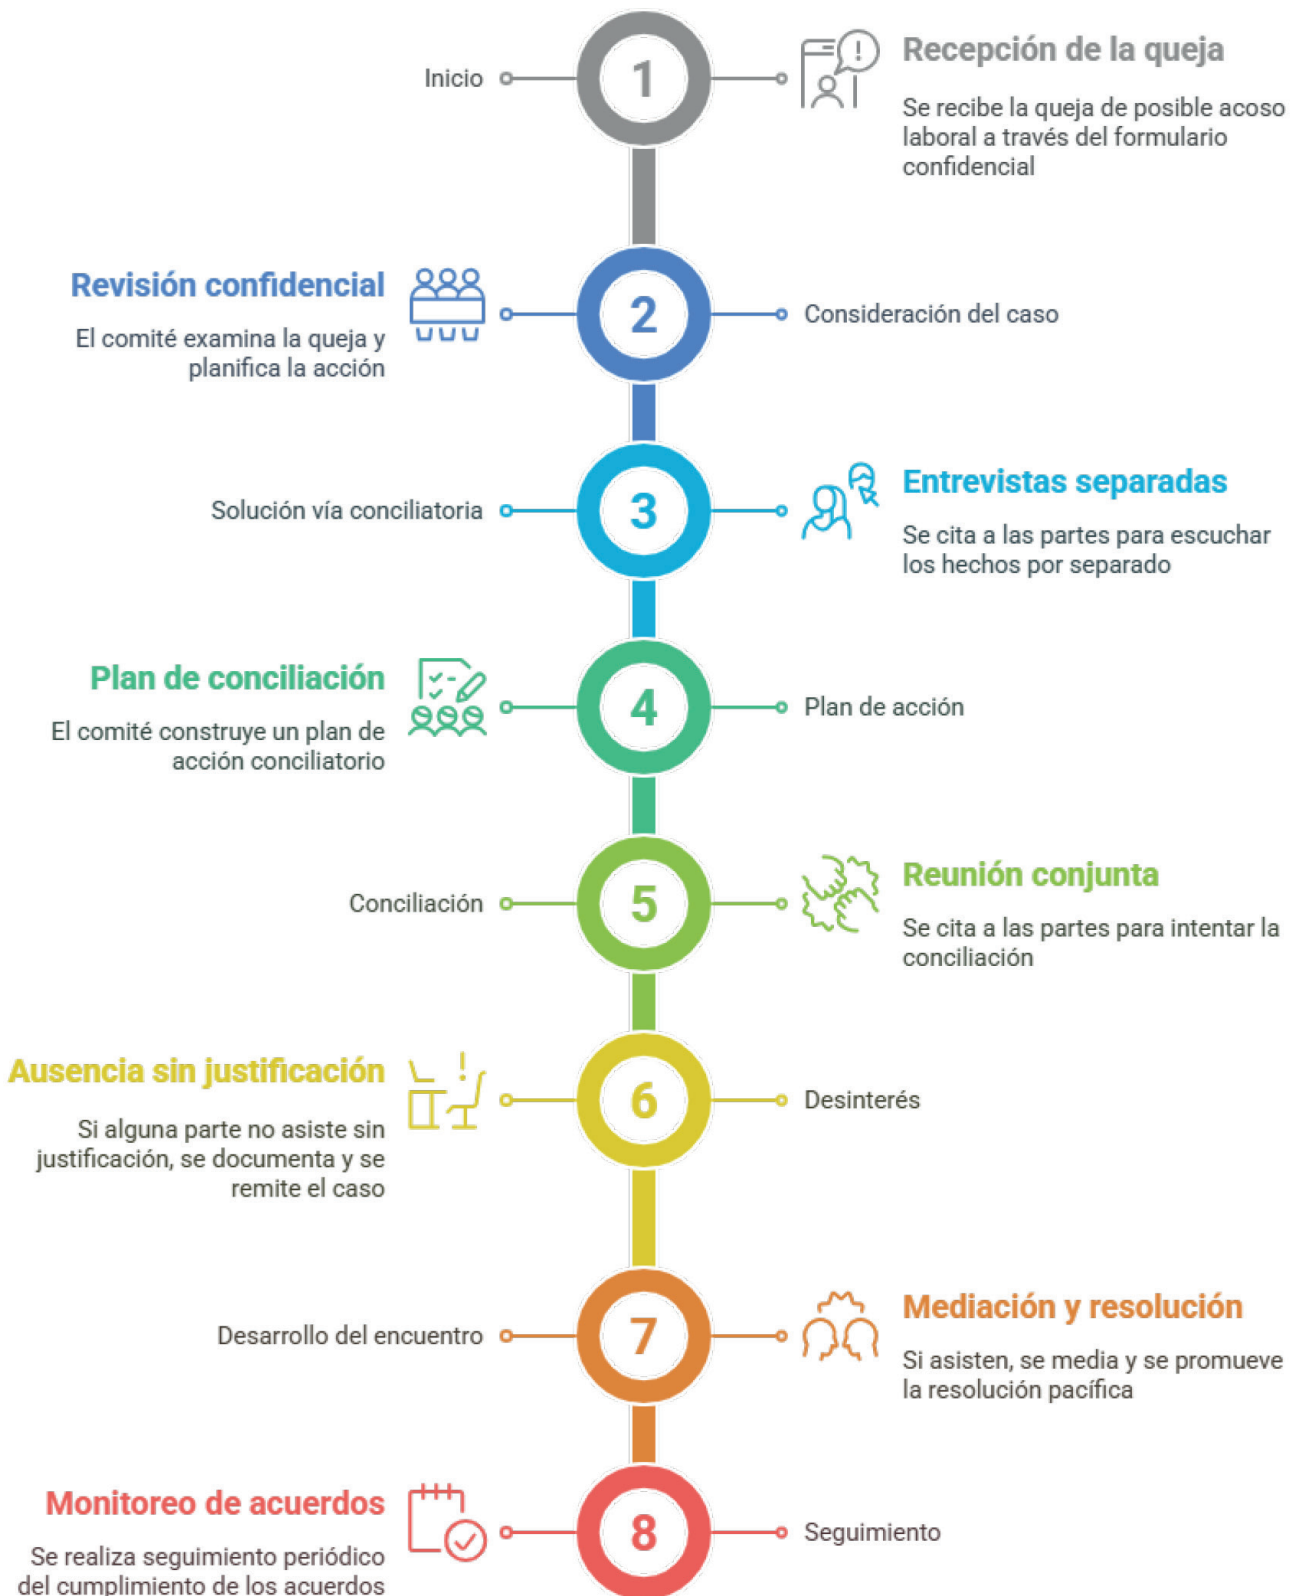 Inicio
1
Recepción de la queja
Se recibe la queja de posible acoso
laboral a través del formulario
confidencial
Revisión confidencial
El comité examina la queja y
planifica la acción
2
Consideración del caso
Solución vía conciliatoria
3
Entrevistas separadas
Se cita a las partes para escuchar
los hechos por separado
Plan de conciliación
El comité construye un plan de
acción conciliatorio
4
Plan de acción
Conciliación
5
Reunión conjunta
Se cita a las partes para intentar la
conciliación
Ausencia sin justificación
Si alguna parte no asiste sin
justificación, se documenta y se
remite el caso
6
Desinterés
Desarrollo del encuentro
7
Mediación y resolución
Si asisten, se media y se promueve
la resolución pacífica
Monitoreo de acuerdos
Se realiza seguimiento periódico
del cumplimiento de los acuerdos
8
Seguimiento